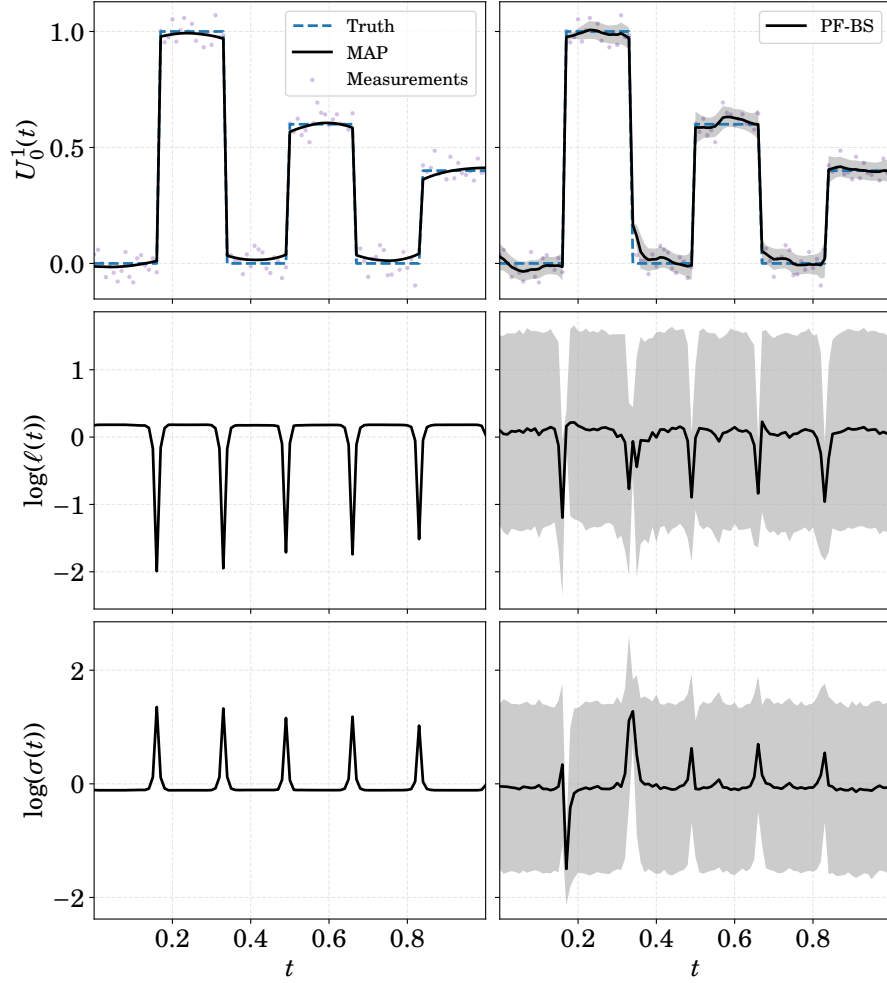 Truth
MAP
Measurements
PF-BS
1.0
0.5
0.0
U_0^1(t)
1
0
−1
−2
log(ℓ(t))
2
0
−2
log(σ(t))
0.2 0.4 0.6 0.8
0.2 0.4 0.6 0.8
t
t